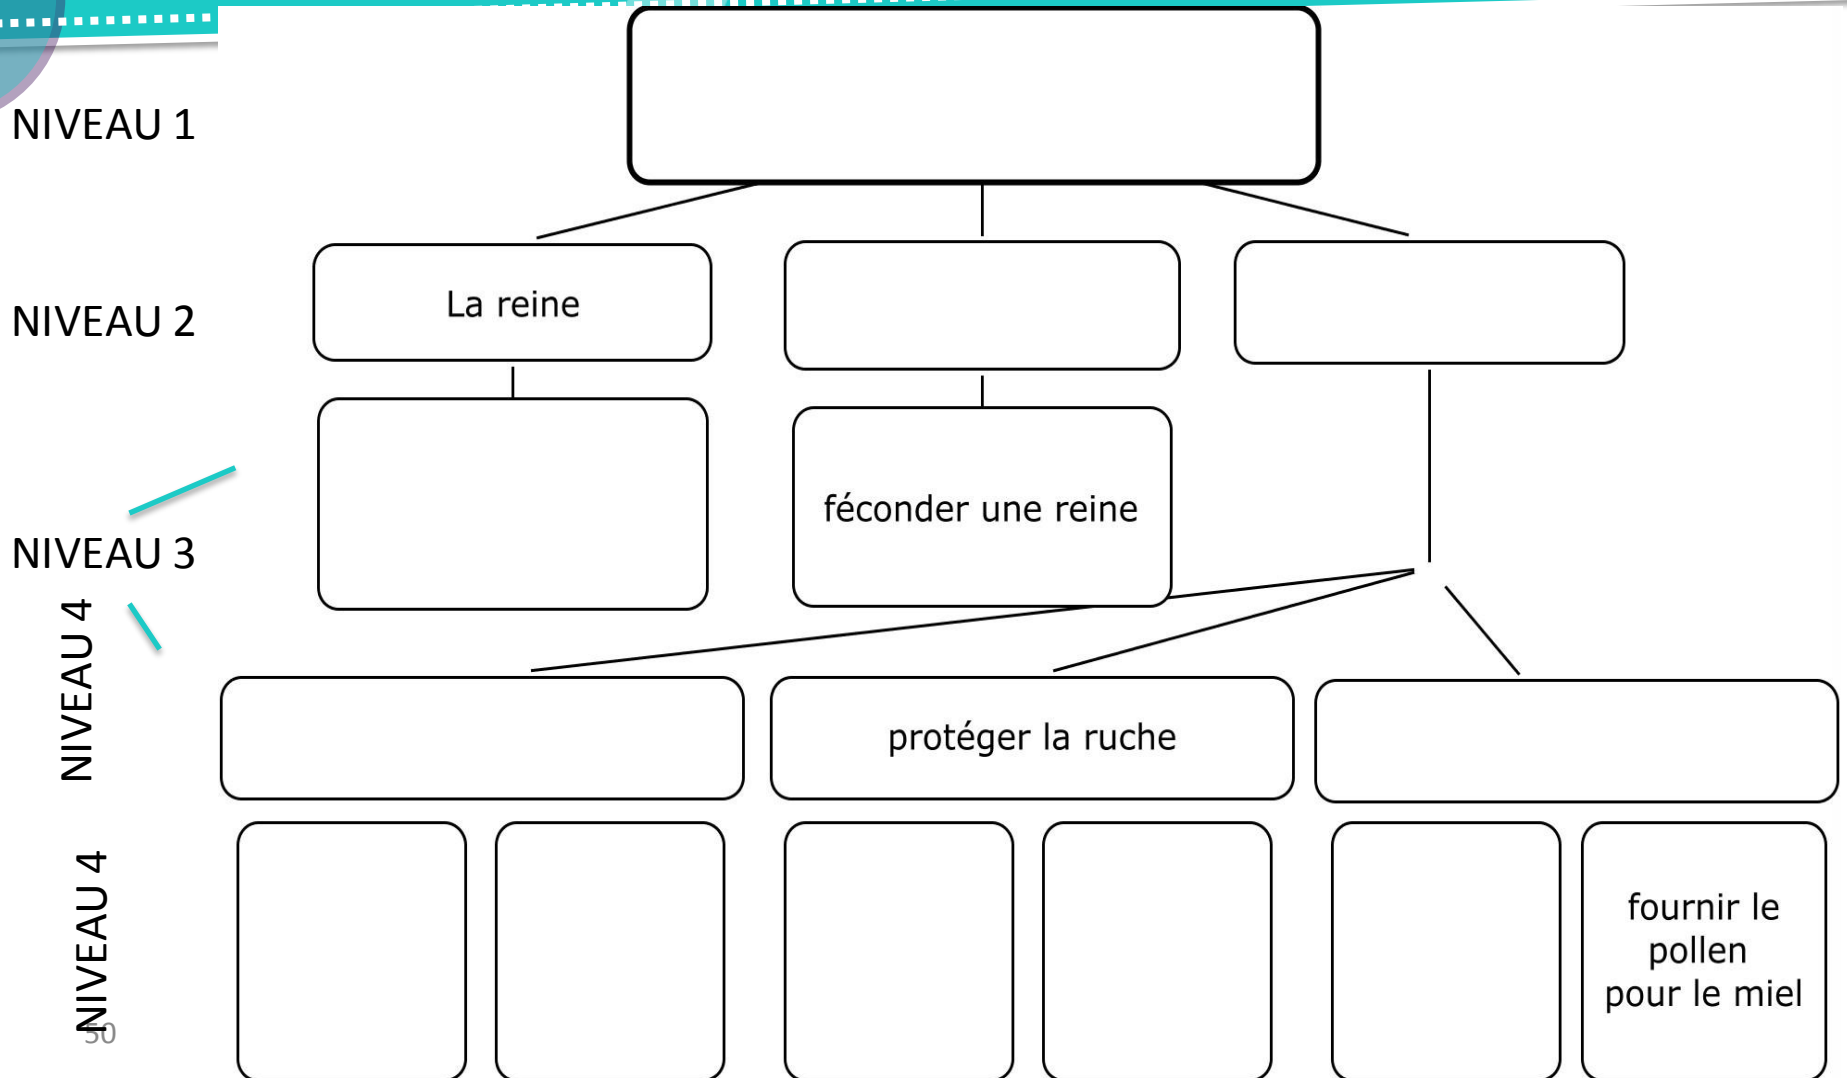 NIVEAU 1
NIVEAU 2
La reine
NIVEAU 3
féconder une reine
NIVEAU 4
protéger la ruche
NIVEAU 4
fournir le
pollen
pour le miel
50